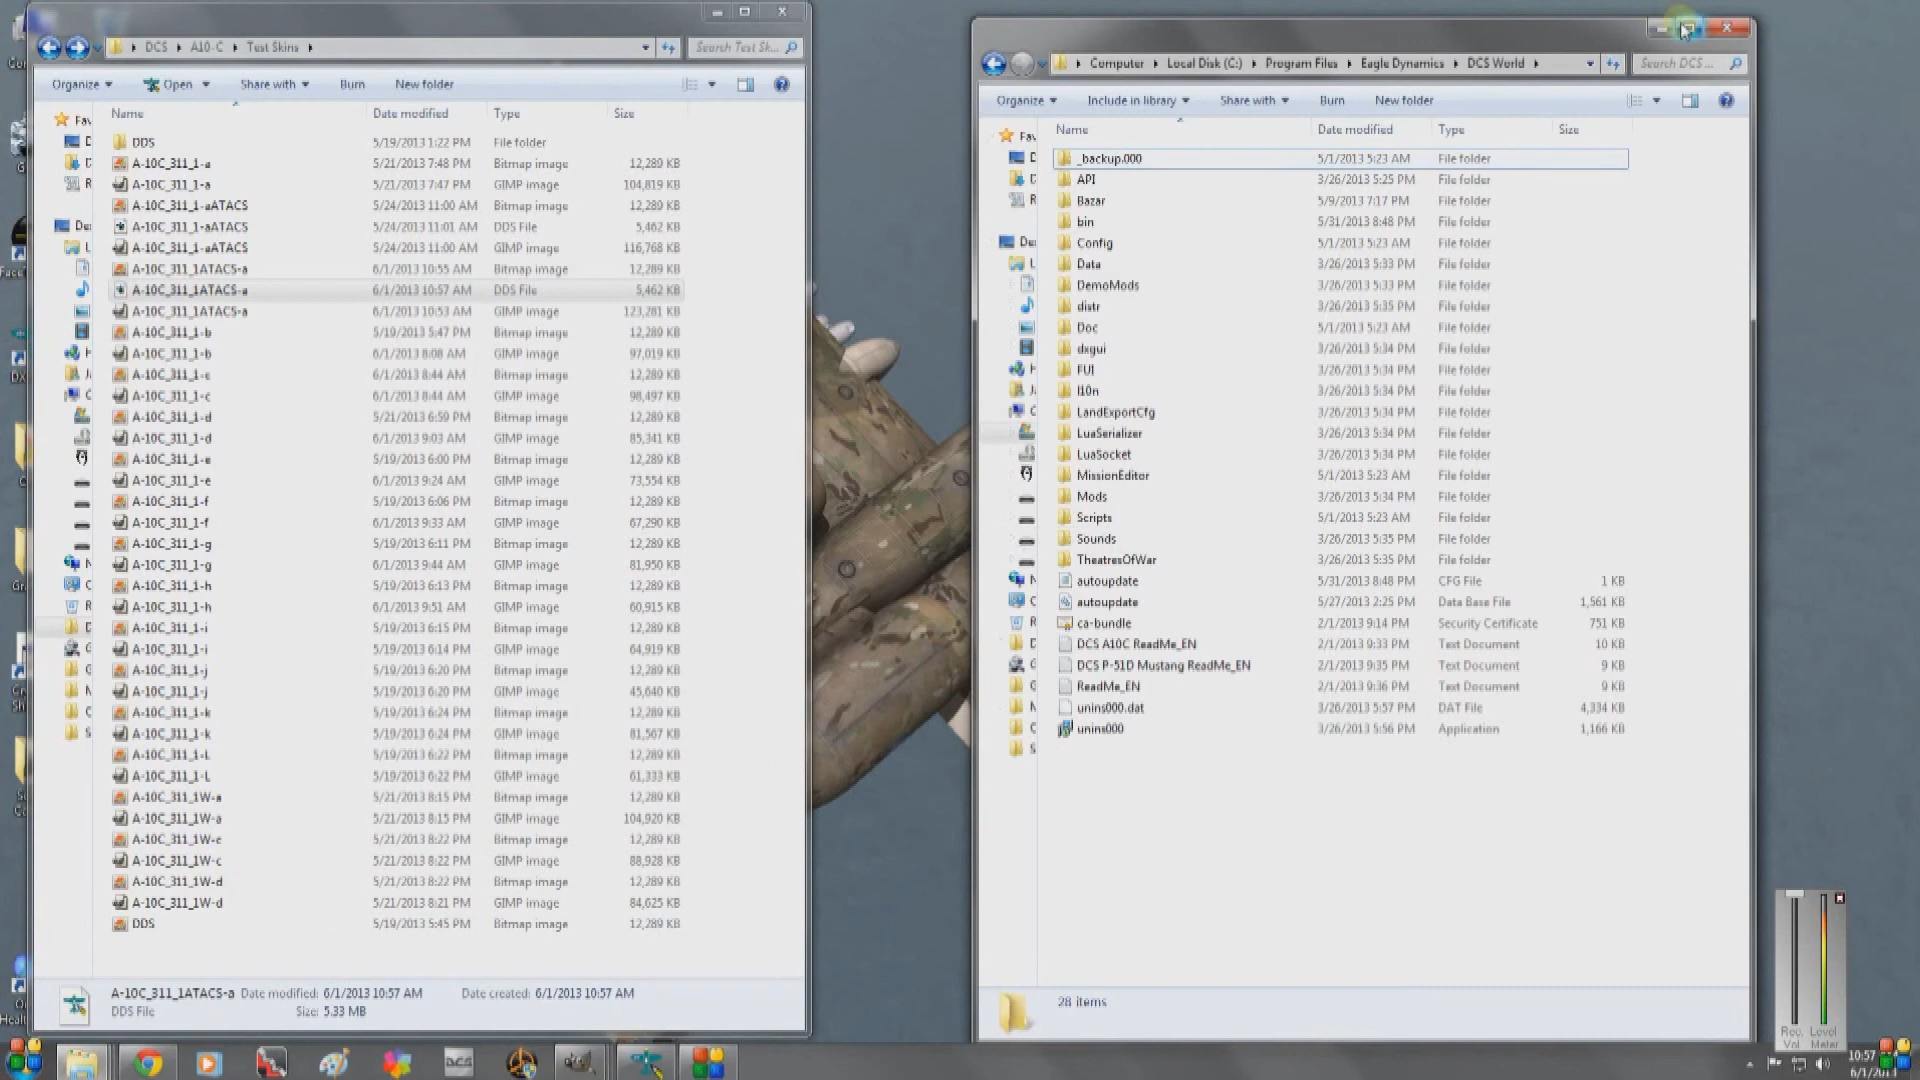 DCS A10-C Test Skins Search Test Sk...
Organize Open Share with Burn New folder
Name Date modified Type Size
DDS 5/19/2013 1:22 PM File folder
A-10C_311_1-a 5/21/2013 7:48 PM Bitmap image 12,289 KB
A-10C_311_1-a 5/21/2013 7:47 PM GIMP image 104,819 KB
A-10C_311_1-aATACS 5/24/2013 11:00 AM Bitmap image 12,289 KB
A-10C_311_1-aATACS 5/24/2013 11:01 AM DDS File 5,462 KB
A-10C_311_1-aATACS 5/24/2013 11:00 AM GIMP image 116,768 KB
A-10C_311_1ATACS-a 6/1/2013 10:55 AM Bitmap image 12,289 KB
A-10C_311_1ATACS-a 6/1/2013 10:57 AM DDS File 5,462 KB
A-10C_311_1ATACS-a 6/1/2013 10:53 AM GIMP image 123,281 KB
A-10C_311_1-b 5/19/2013 5:47 PM Bitmap image 12,289 KB
A-10C_311_1-b 6/1/2013 8:08 AM GIMP image 97,019 KB
A-10C_311_1-c 6/1/2013 8:44 AM Bitmap image 12,289 KB
A-10C_311_1-c 6/1/2013 8:44 AM GIMP image 98,497 KB
A-10C_311_1-d 5/21/2013 6:59 PM Bitmap image 12,289 KB
A-10C_311_1-d 6/1/2013 9:03 AM GIMP image 85,341 KB
A-10C_311_1-e 5/19/2013 6:00 PM Bitmap image 12,289 KB
A-10C_311_1-e 6/1/2013 9:24 AM GIMP image 73,554 KB
A-10C_311_1-f 5/19/2013 6:06 PM Bitmap image 12,289 KB
A-10C_311_1-f 6/1/2013 9:33 AM GIMP image 67,290 KB
A-10C_311_1-g 5/19/2013 6:11 PM Bitmap image 12,289 KB
A-10C_311_1-g 6/1/2013 9:44 AM GIMP image 81,950 KB
A-10C_311_1-h 5/19/2013 6:13 PM Bitmap image 12,289 KB
A-10C_311_1-h 6/1/2013 9:51 AM GIMP image 60,915 KB
A-10C_311_1-i 5/19/2013 6:15 PM Bitmap image 12,289 KB
A-10C_311_1-i 5/19/2013 6:14 PM GIMP image 64,919 KB
A-10C_311_1-j 5/19/2013 6:20 PM Bitmap image 12,289 KB
A-10C_311_1-j 5/19/2013 6:20 PM GIMP image 45,640 KB
A-10C_311_1-k 5/19/2013 6:24 PM Bitmap image 12,289 KB
A-10C_311_1-k 5/19/2013 6:24 PM GIMP image 81,567 KB
A-10C_311_1-L 5/19/2013 6:22 PM Bitmap image 12,289 KB
A-10C_311_1-L 5/19/2013 6:22 PM GIMP image 61,333 KB
A-10C_311_1W-a 5/21/2013 8:15 PM Bitmap image 12,289 KB
A-10C_311_1W-a 5/21/2013 8:15 PM GIMP image 104,920 KB
A-10C_311_1W-c 5/21/2013 8:22 PM Bitmap image 12,289 KB
A-10C_311_1W-c 5/21/2013 8:22 PM GIMP image 88,928 KB
A-10C_311_1W-d 5/21/2013 8:22 PM Bitmap image 12,289 KB
A-10C_311_1W-d 5/21/2013 8:21 PM GIMP image 84,625 KB
DDS 5/19/2013 5:45 PM Bitmap image 12,289 KB
A-10C_311_1ATACS-a Date modified: 6/1/2013 10:57 AM Date created: 6/1/2013 10:57 AM
DDS File Size: 5.33 MB
Computer Local Disk (C:) Program Files Eagle Dynamics DCS World Search DCS ...
Organize Include in library Share with Burn New folder
Name Date modified Type Size
_backup.000 5/1/2013 5:23 AM File folder
API 3/26/2013 5:25 PM File folder
Bazar 5/9/2013 7:17 PM File folder
bin 5/31/2013 8:48 PM File folder
Config 5/1/2013 5:23 AM File folder
Data 3/26/2013 5:33 PM File folder
DemoMods 3/26/2013 5:33 PM File folder
distr 3/26/2013 5:35 PM File folder
Doc 5/1/2013 5:23 AM File folder
dxgui 3/26/2013 5:34 PM File folder
FUI 3/26/2013 5:34 PM File folder
l10n 3/26/2013 5:34 PM File folder
LandExportCfg 3/26/2013 5:34 PM File folder
LuaSerializer 3/26/2013 5:34 PM File folder
LuaSocket 3/26/2013 5:34 PM File folder
MissionEditor 5/1/2013 5:23 AM File folder
Mods 3/26/2013 5:34 PM File folder
Scripts 5/1/2013 5:23 AM File folder
Sounds 3/26/2013 5:35 PM File folder
TheatresOfWar 3/26/2013 5:35 PM File folder
autoupdate 5/31/2013 8:48 PM CFG File 1 KB
autoupdate 5/27/2013 2:25 PM Data Base File 1,561 KB
ca-bundle 2/1/2013 9:14 PM Security Certificate 751 KB
DCS A10C ReadMe_EN 2/1/2013 9:33 PM Text Document 10 KB
DCS P-51D Mustang ReadMe_EN 2/1/2013 9:35 PM Text Document 9 KB
ReadMe_EN 2/1/2013 9:36 PM Text Document 9 KB
unins000.dat 3/26/2013 5:57 PM DAT File 4,334 KB
unins000 3/26/2013 5:56 PM Application 1,166 KB
28 items
Rec. Level
Vol Meter
DCS
10:57
6/1/2013